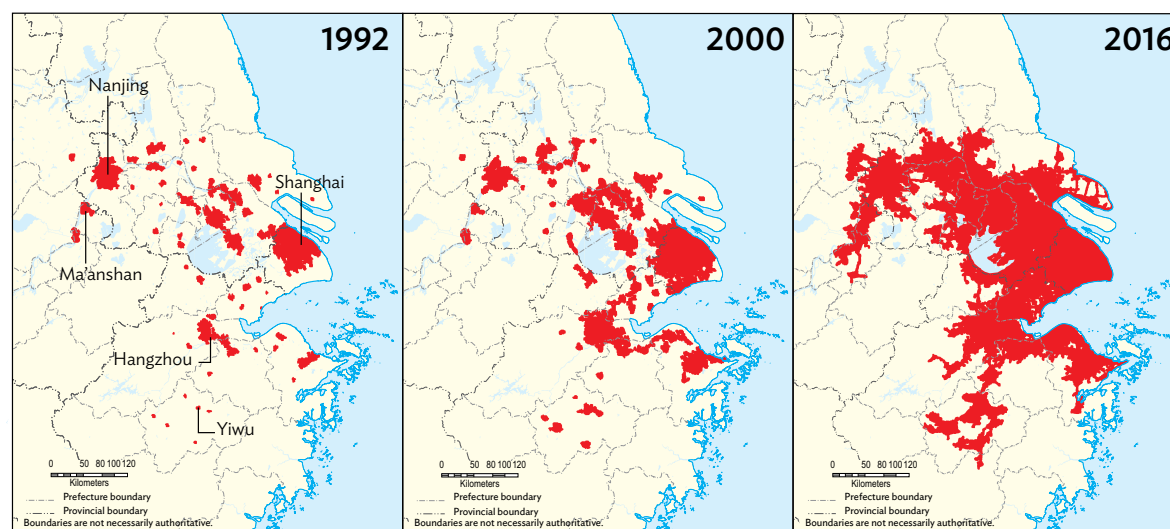 1992
Nanjing
Shanghai
Ma'anshan
Hangzhou
Yiwu
0 50 80 100 120
Kilometers
Prefecture boundary
Provincial boundary
Boundaries are not necessarily authoritative.
2000
0 50 80 100 120
Kilometers
Prefecture boundary
Provincial boundary
Boundaries are not necessarily authoritative.
2016
0 50 80 100 120
Kilometers
Prefecture boundary
Provincial boundary
Boundaries are not necessarily authoritative.